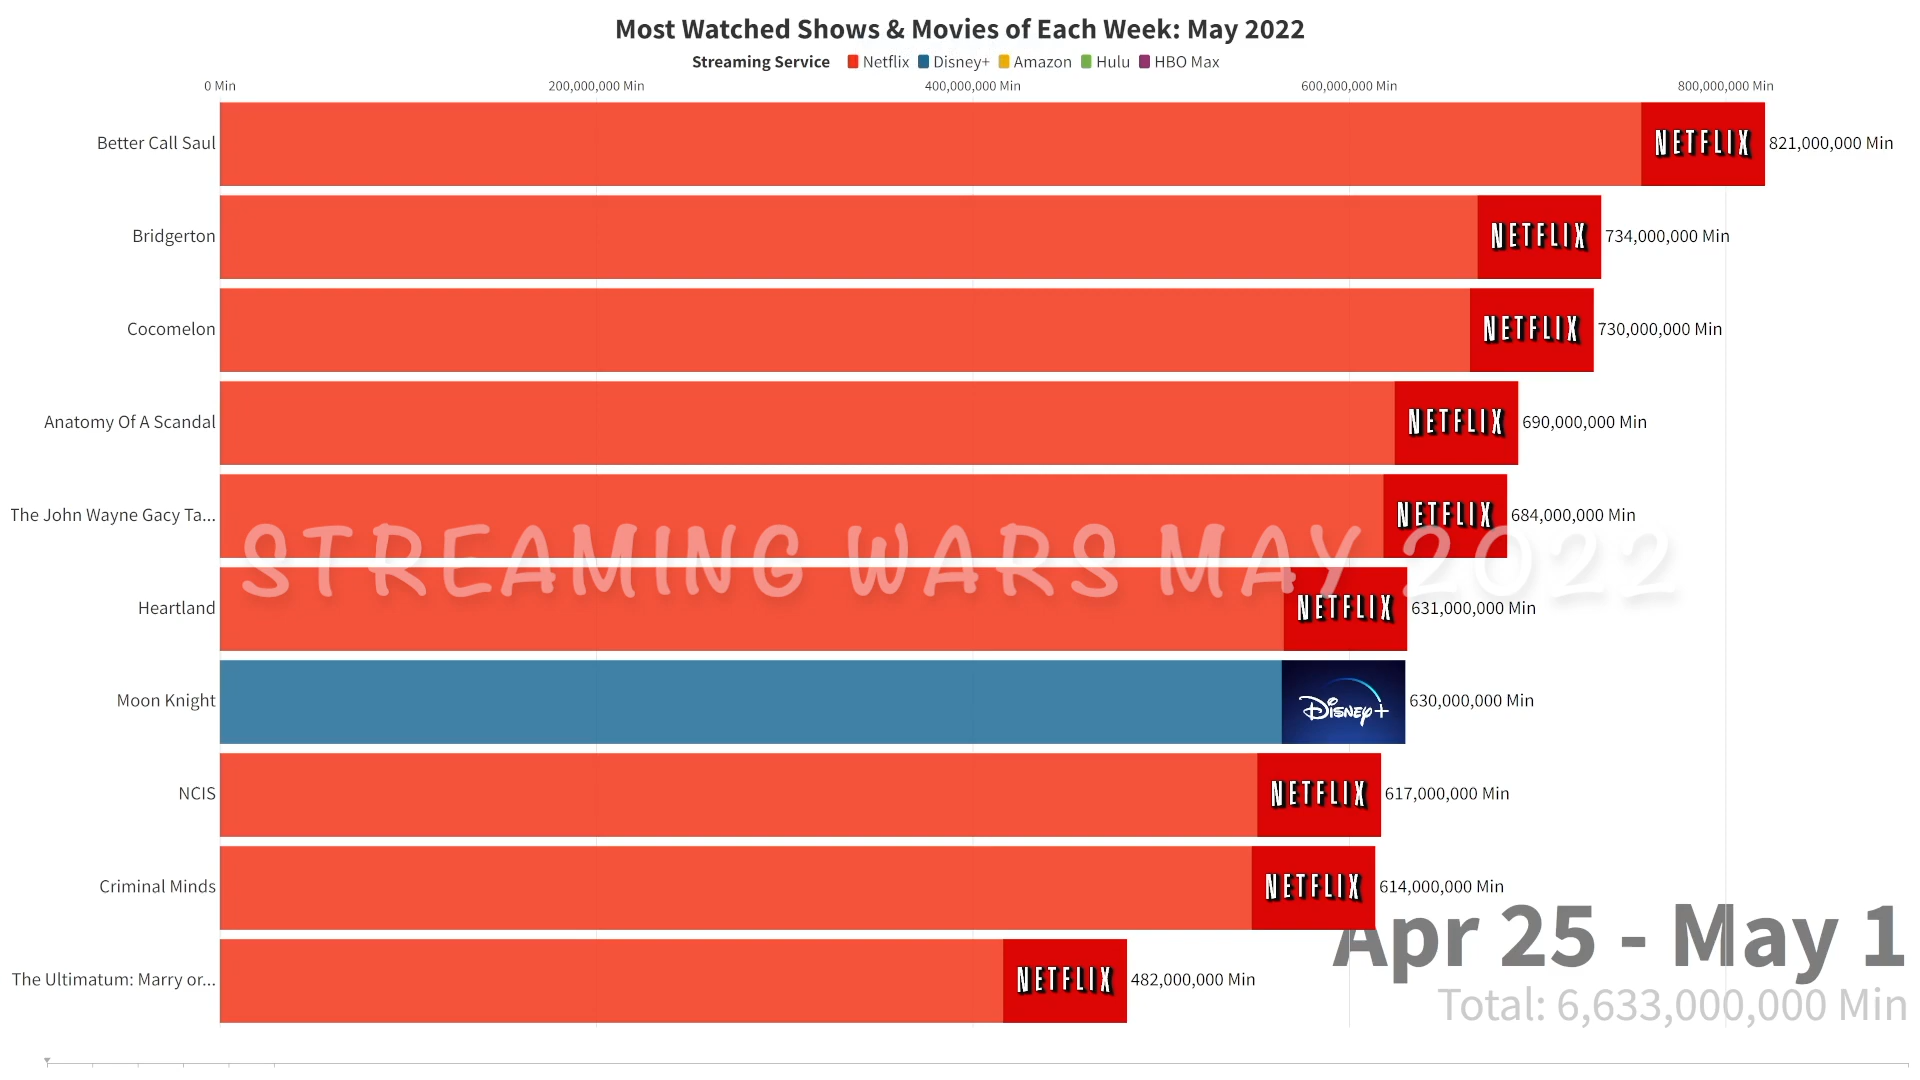 Most Watched Shows & Movies of Each Week: May 2022
Streaming Service Netflix Disney+ Amazon Hulu HBO Max
0 Min 200,000,000 Min 400,000,000 Min 600,000,000 Min 800,000,000 Min
Better Call Saul NETFLIX 821,000,000 Min
Bridgerton NETFLIX 734,000,000 Min
Cocomelon NETFLIX 730,000,000 Min
Anatomy Of A Scandal NETFLIX 690,000,000 Min
The John Wayne Gacy Ta... NETFLIX 684,000,000 Min
STREAMING WARS MAY 2022
Heartland NETFLIX 631,000,000 Min
Moon Knight Disney+ 630,000,000 Min
NCIS NETFLIX 617,000,000 Min
Criminal Minds NETFLIX 614,000,000 Min
Apr 25 - May 1
The Ultimatum: Marry or... NETFLIX 482,000,000 Min
Total: 6,633,000,000 Min